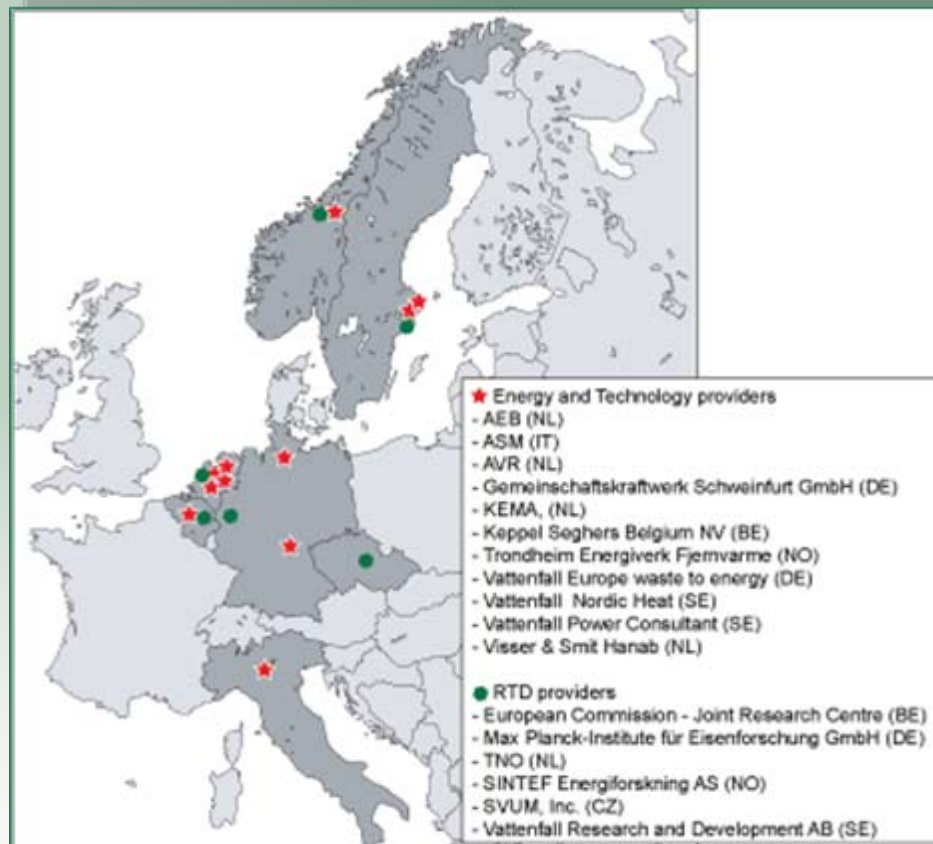 Energy and Technology providers
- AEB (NL)
- ASM (IT)
- AVR (NL)
- Gemeinschaftskraftwerk Schweinfurt GmbH (DE)
- KEMA, (NL)
- Keppel Seghers Belgium NV (BE)
- Trondheim Energiverk Fjernvarme (NO)
- Vattenfall Europe waste to energy (DE)
- Vattenfall Nordic Heat (SE)
- Vattenfall Power Consultant (SE)
- Visser & Smit Hanab (NL)
RTD providers
- European Commission - Joint Research Centre (BE)
- Max Planck-Institute für Eisenforschung GmbH (DE)
- TNO (NL)
- SINTEF Energiforskning AS (NO)
- SVUM, Inc. (CZ)
- Vattenfall Research and Development AB (SE)